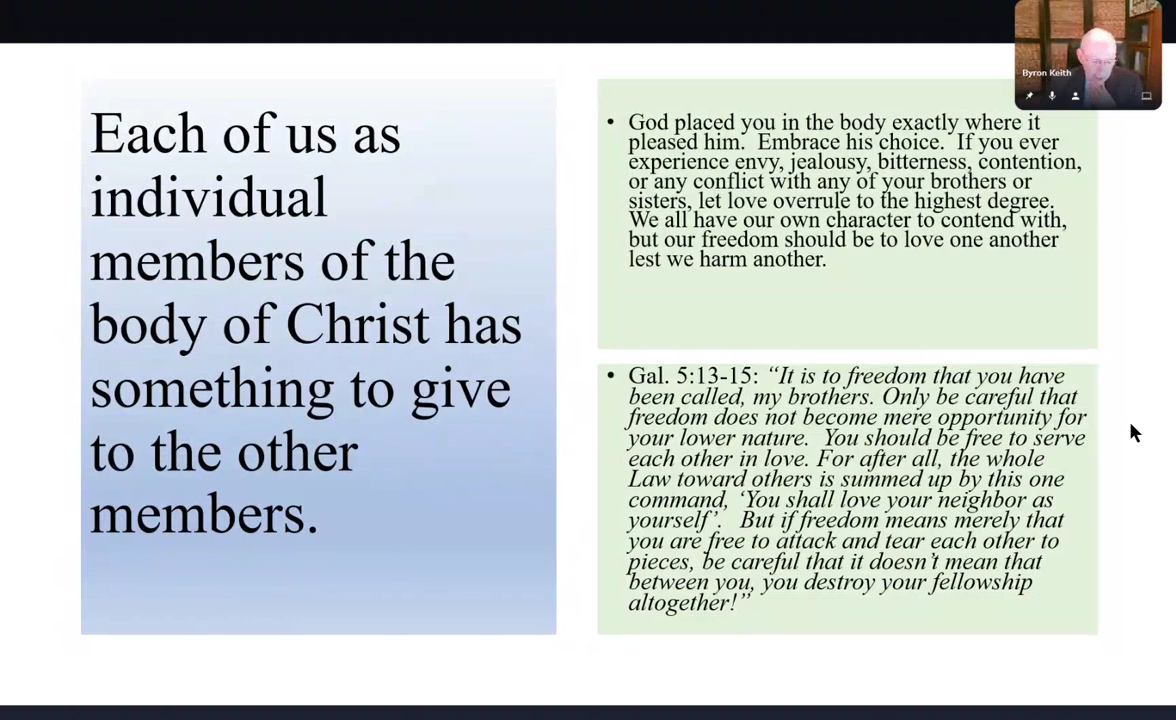 Each of us as
individual
members of the
body of Christ has
something to give
to the other
members.
Byron Keith
• God placed you in the body exactly where it
pleased him. Embrace his choice. If you ever
experience envy, jealousy, bitterness, contention,
or any conflict with any of your brothers or
sisters, let love overrule to the highest degree.
We all have our own character to contend with,
but our freedom should be to love one another
lest we harm another.
• Gal. 5:13-15: “It is to freedom that you have
been called, my brothers. Only be careful that
freedom does not become mere opportunity for
your lower nature. You should be free to serve
each other in love. For after all, the whole
Law toward others is summed up by this one
command, ‘You shall love your neighbor as
yourself’. But if freedom means merely that
you are free to attack and tear each other to
pieces, be careful that it doesn’t mean that
between you, you destroy your fellowship
altogether!”